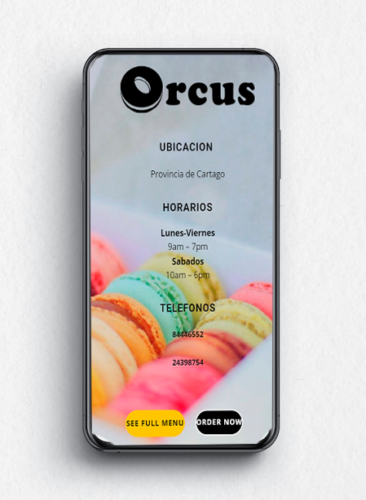 Orcus
UBICACION
Provincia de Cartago
HORARIOS
Lunes-Viernes
9am – 7pm
Sabados
10am – 6pm
TELEFONOS
84446552
24398754
SEE FULL MENU
ORDER NOW